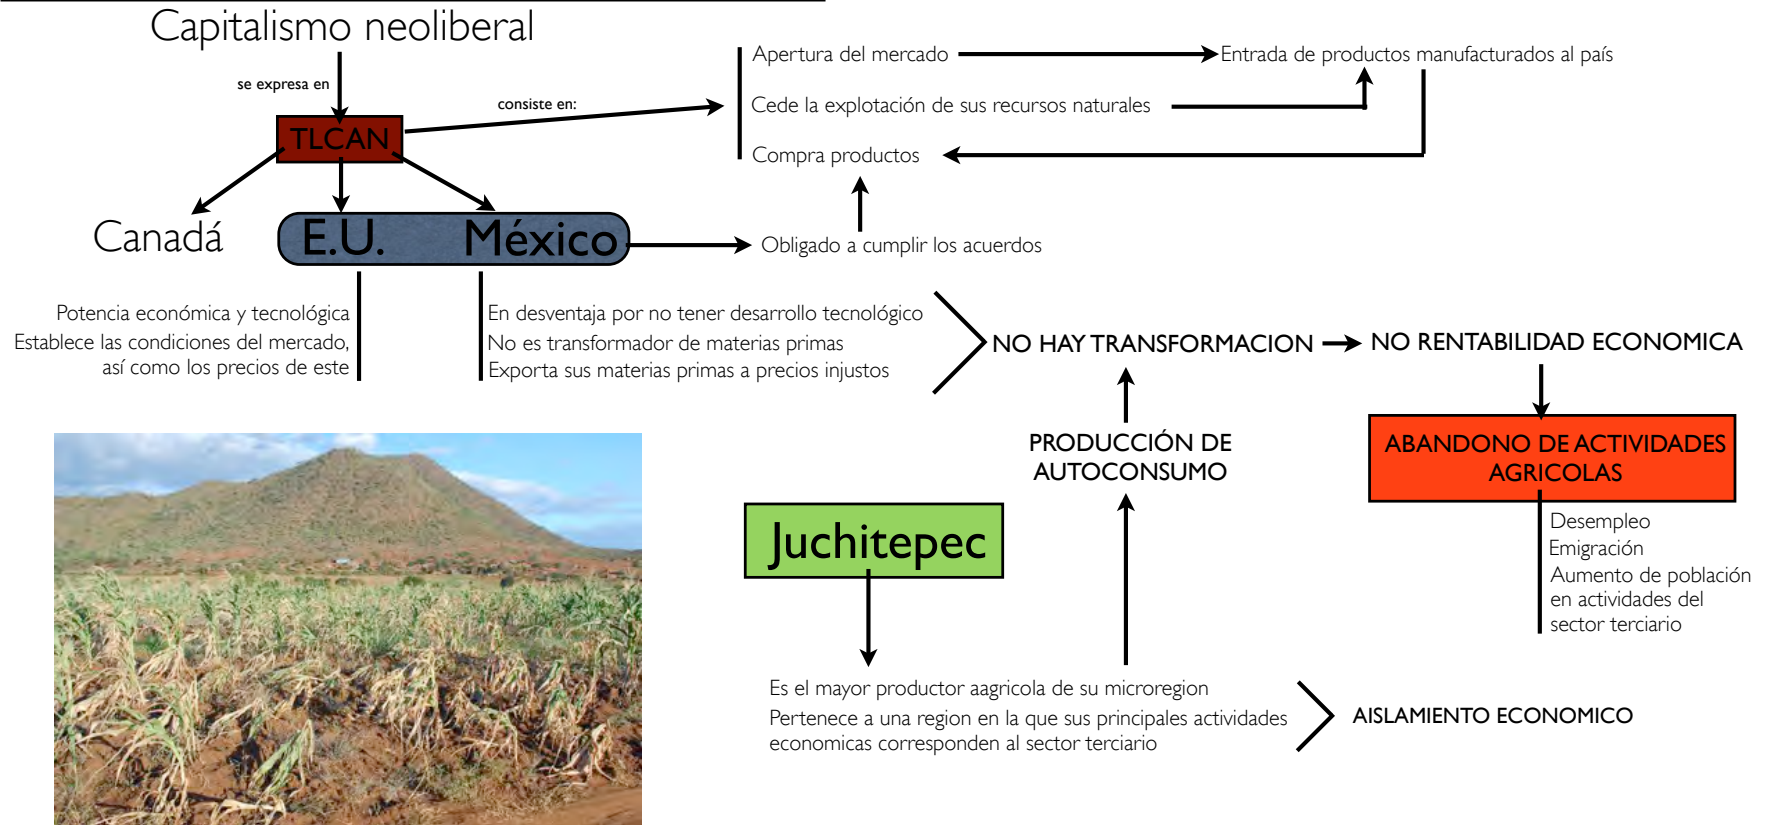 Capitalismo neoliberal
se expresa en
TLCAN
consiste en:
Apertura del mercado
Entrada de productos manufacturados al país
Cede la explotación de sus recursos naturales
Compra productos
Canadá
E.U.
México
Obligado a cumplir los acuerdos
Potencia económica y tecnológica
Establece las condiciones del mercado,
así como los precios de este
En desventaja por no tener desarrollo tecnológico
No es transformador de materias primas
Exporta sus materias primas a precios injustos
NO HAY TRANSFORMACION
NO RENTABILIDAD ECONOMICA
PRODUCCIÓN DE
AUTOCONSUMO
ABANDONO DE ACTIVIDADES
AGRICOLAS
Desempleo
Emigración
Aumento de población
en actividades del
sector terciario
Juchitepec
Es el mayor productor aagricola de su microregion
Pertenece a una region en la que sus principales actividades
economicas corresponden al sector terciario
AISLAMIENTO ECONOMICO